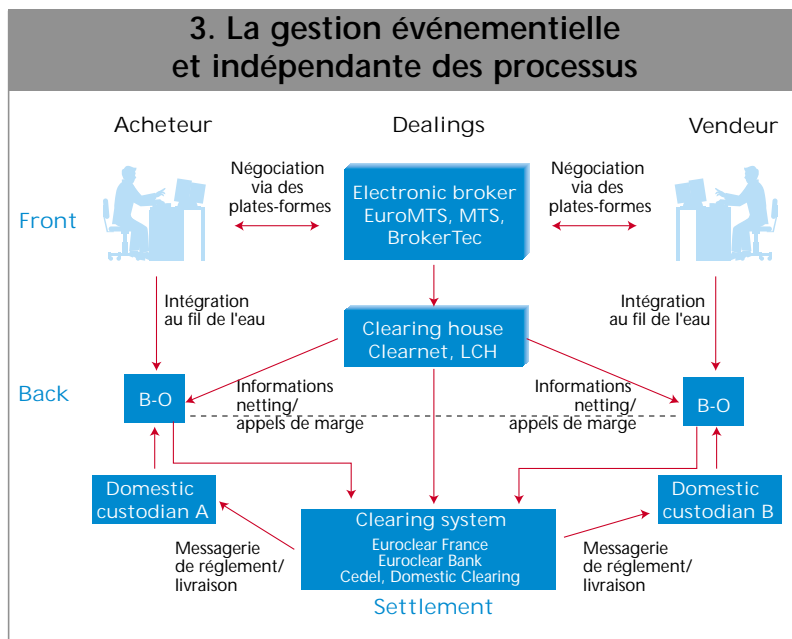 3. La gestion événementielle
et indépendante des processus
Acheteur
Dealings
Vendeur
Front
Négociation
via des
plates-formes
Electronic broker
EuroMTS, MTS,
BrokerTec
Négociation
via des
plates-formes
Intégration
au fil de l'eau
Clearing house
Clearnet, LCH
Intégration
au fil de l'eau
Back
B-O
Informations
netting/
appels de marge
Informations
netting/
appels de marge
B-O
Domestic
custodian A
Domestic
custodian B
Messagerie
de réglement/
livraison
Clearing system
Euroclear France
Euroclear Bank
Cedel, Domestic Clearing
Messagerie
de réglement/
livraison
Settlement